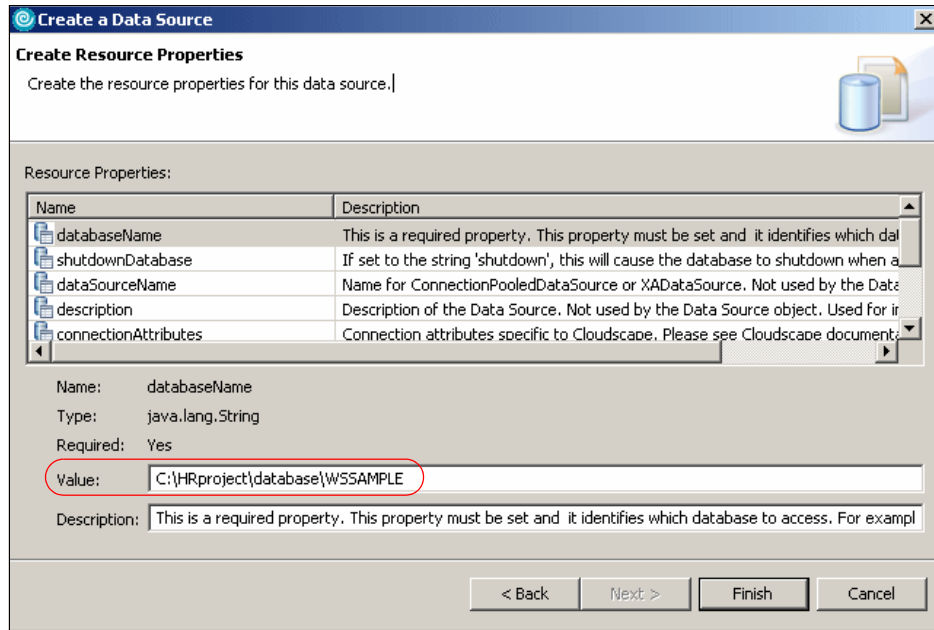 Create a Data Source
Create Resource Properties
Create the resource properties for this data source.
Resource Properties:
Name Description
databaseName This is a required property. This property must be set and it identifies which dat
shutdownDatabase If set to the string 'shutdown', this will cause the database to shutdown when a
dataSourceName Name for ConnectionPooledDataSource or XADataSource. Not used by the Data
description Description of the Data Source. Not used by the Data Source object. Used for
connectionAttributes Connection attributes specific to Cloudscape. Please see Cloudscape
Name: databaseName
Type: java.lang.String
Required: Yes
Value: C:\HRproject\database\WSSAMPLE
Description: This is a required property. This property must be set and it identifies which database to access. For exampl
< Back Next > Finish Cancel